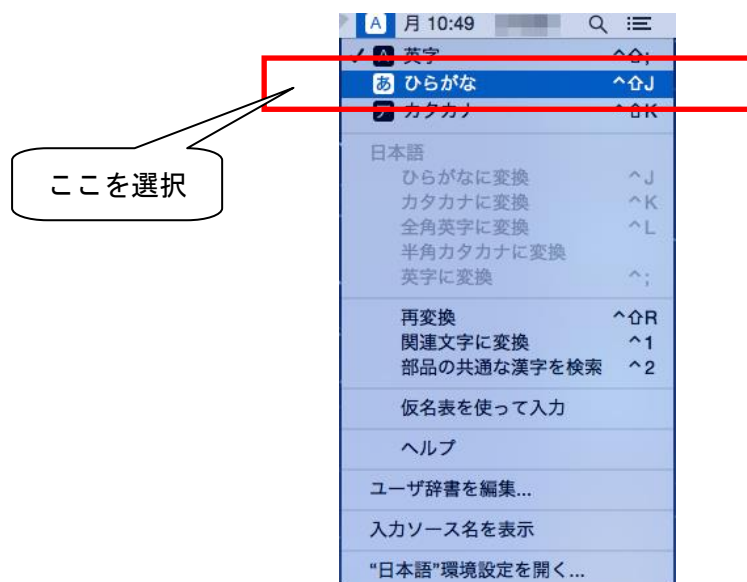 A 月 10:49
✓ A 英字 ^⇧;
あ ひらがな ^⇧J
ア カタカナ ^⇧K
ここを選択
日本語
ひらがなに変換 ^J
カタカナに変換 ^K
全角英字に変換 ^L
半角カタカナに変換
英字に変換 ^;
再変換 ^⇧R
関連文字に変換 ^1
部品の共通な漢字を検索 ^2
仮名表を使って入力
ヘルプ
ユーザ辞書を編集...
入力ソース名を表示
“日本語”環境設定を開く...